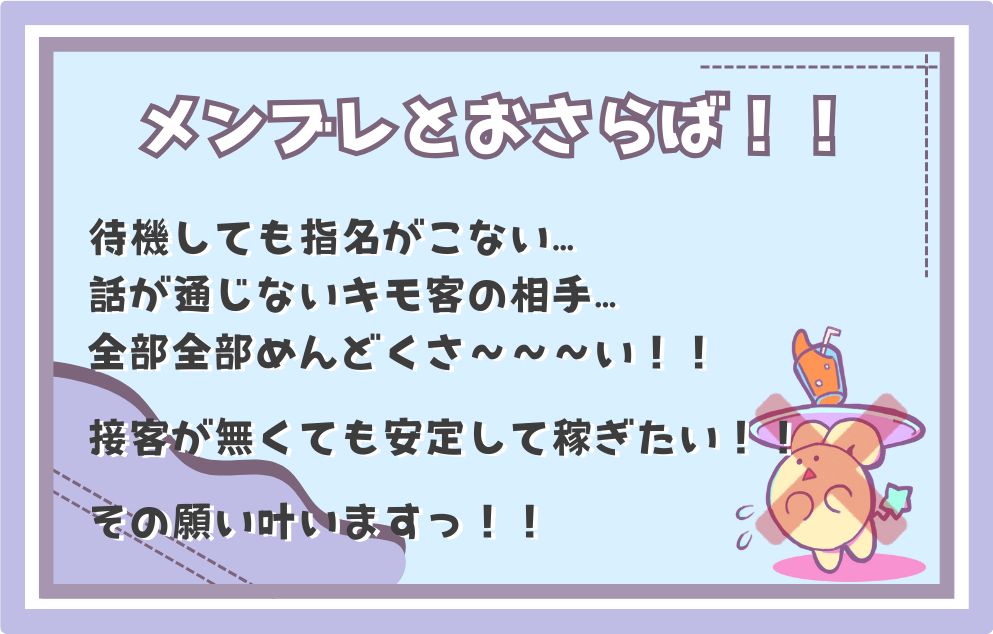 メンブレとおさらば！！
待機しても指名がこない...
話が通じないキモ客の相手...
全部全部めんどくさ～～～い！！
接客が無くても安定して稼ぎたい！！
その願い叶いますっ！！